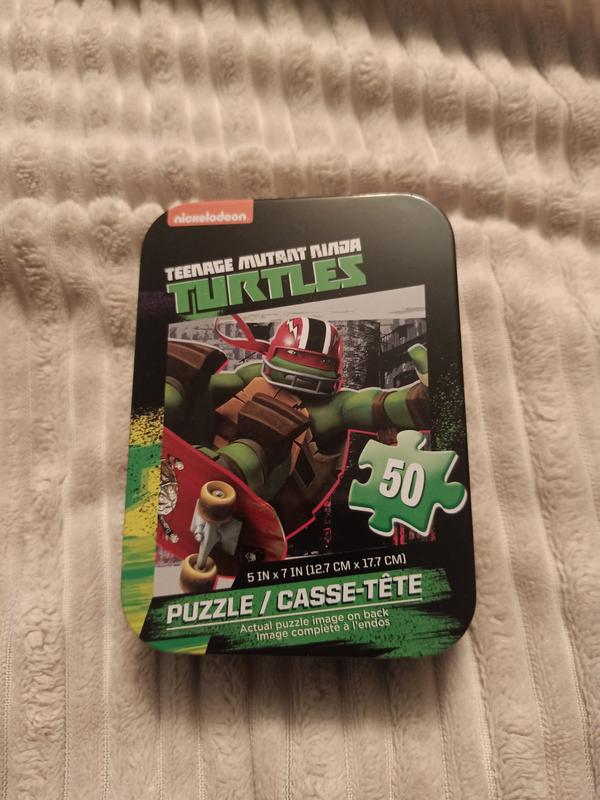 nickelodeon
TEENAGE MUTANT NINJA
TURTLES
50
5 IN x 7 IN (12.7 CM x 17.7 CM)
PUZZLE / CASSE-TÊTE
Actual puzzle image on back
Image complète à l'endos